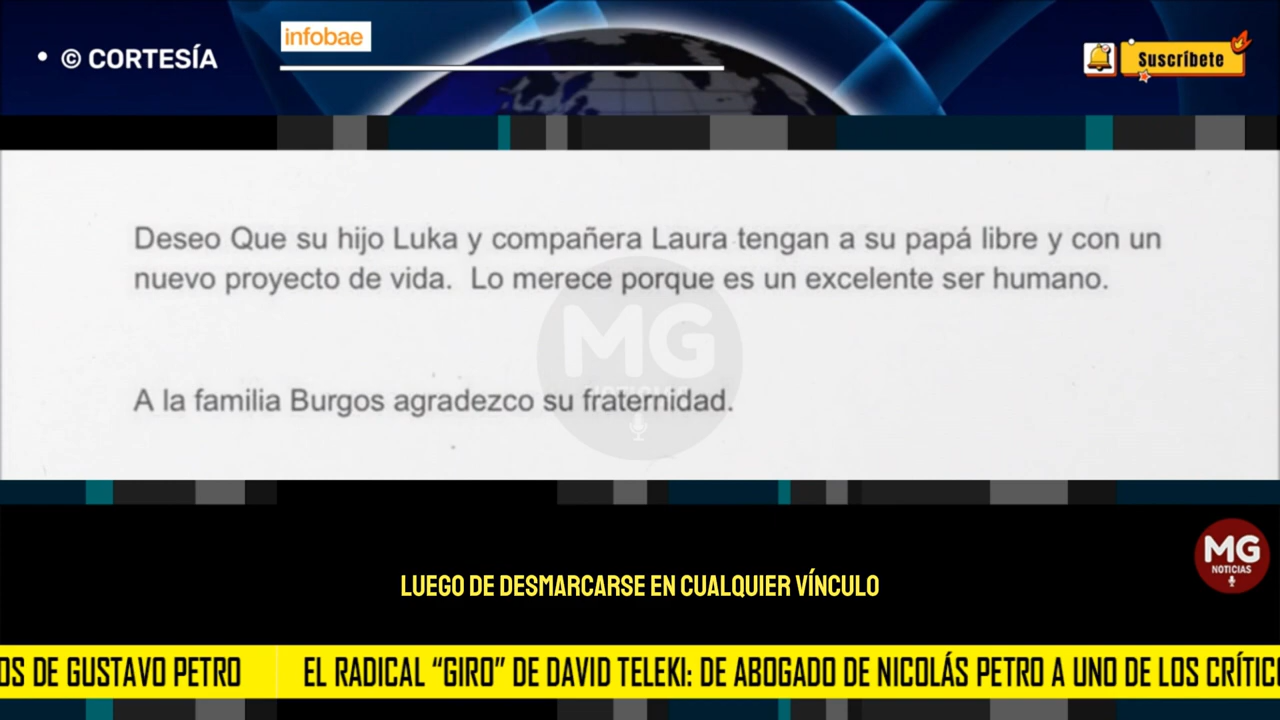 • © CORTESÍA
infobae
Suscríbete
Deseo Que su hijo Luka y compañera Laura tengan a su papá libre y con un
nuevo proyecto de vida. Lo merece porque es un excelente ser humano.
MG
NOTICIAS
A la familia Burgos agradezco su fraternidad.
MG
NOTICIAS
LUEGO DE DESMARCARSE EN CUALQUIER VÍNCULO
OS DE GUSTAVO PETRO
EL RADICAL “GIRO” DE DAVID TELEKI: DE ABOGADO DE NICOLÁS PETRO A UNO DE LOS CRÍTIC